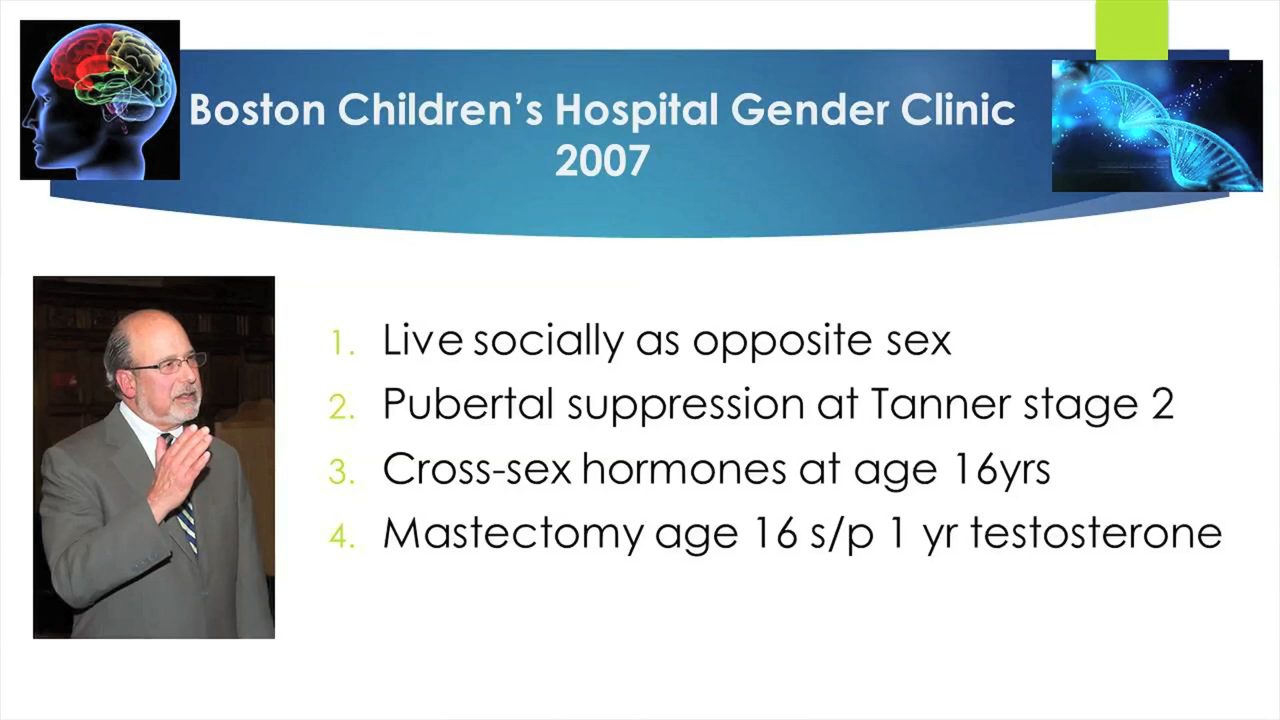 Boston Children's Hospital Gender Clinic
2007
1. Live socially as opposite sex
2. Pubertal suppression at Tanner stage 2
3. Cross-sex hormones at age 16yrs
4. Mastectomy age 16 s/p 1 yr testosterone